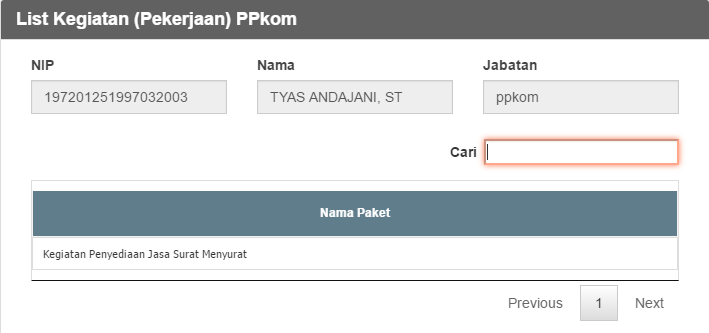 List Kegiatan (Pekerjaan) PPkom
NIP Nama Jabatan
197201251997032003 TYAS ANDAJANI, ST ppkom
Cari
Nama Paket
Kegiatan Penyediaan Jasa Surat Menyurat
Previous 1 Next